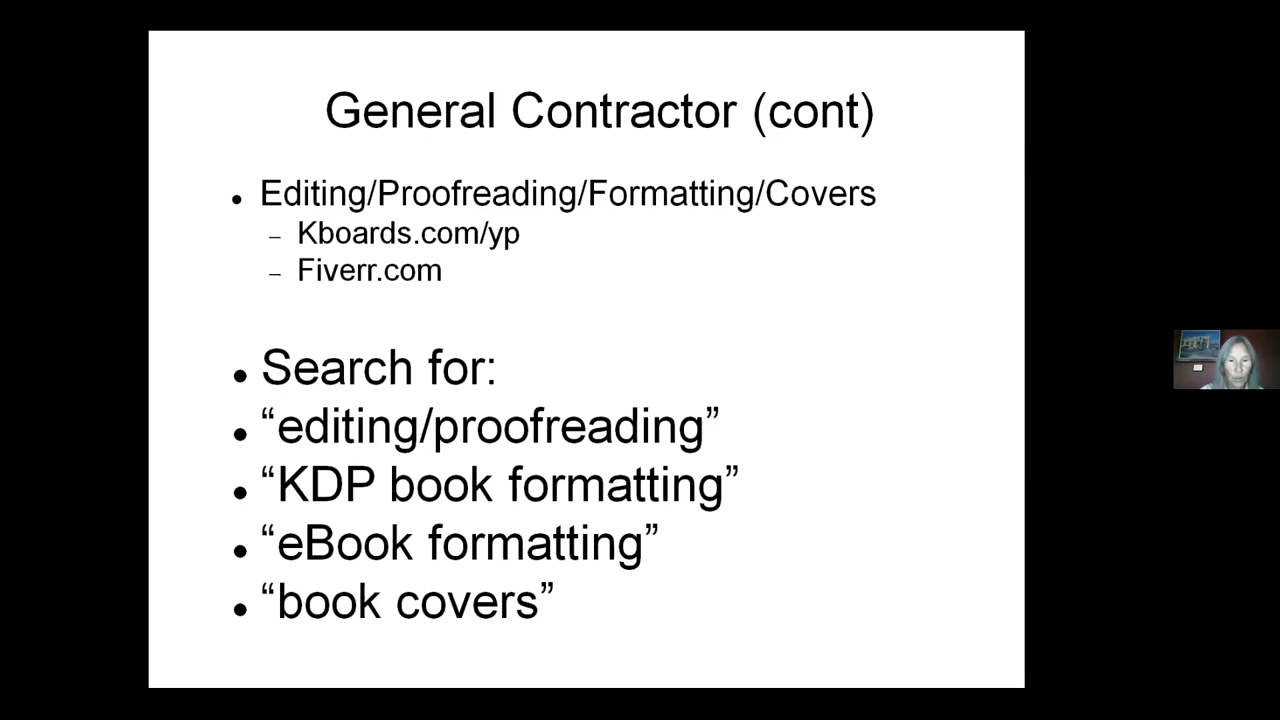 General Contractor (cont)
• Editing/Proofreading/Formatting/Covers
– Kboards.com/yp
– Fiverr.com
• Search for:
• “editing/proofreading”
• “KDP book formatting”
• “eBook formatting”
• “book covers”